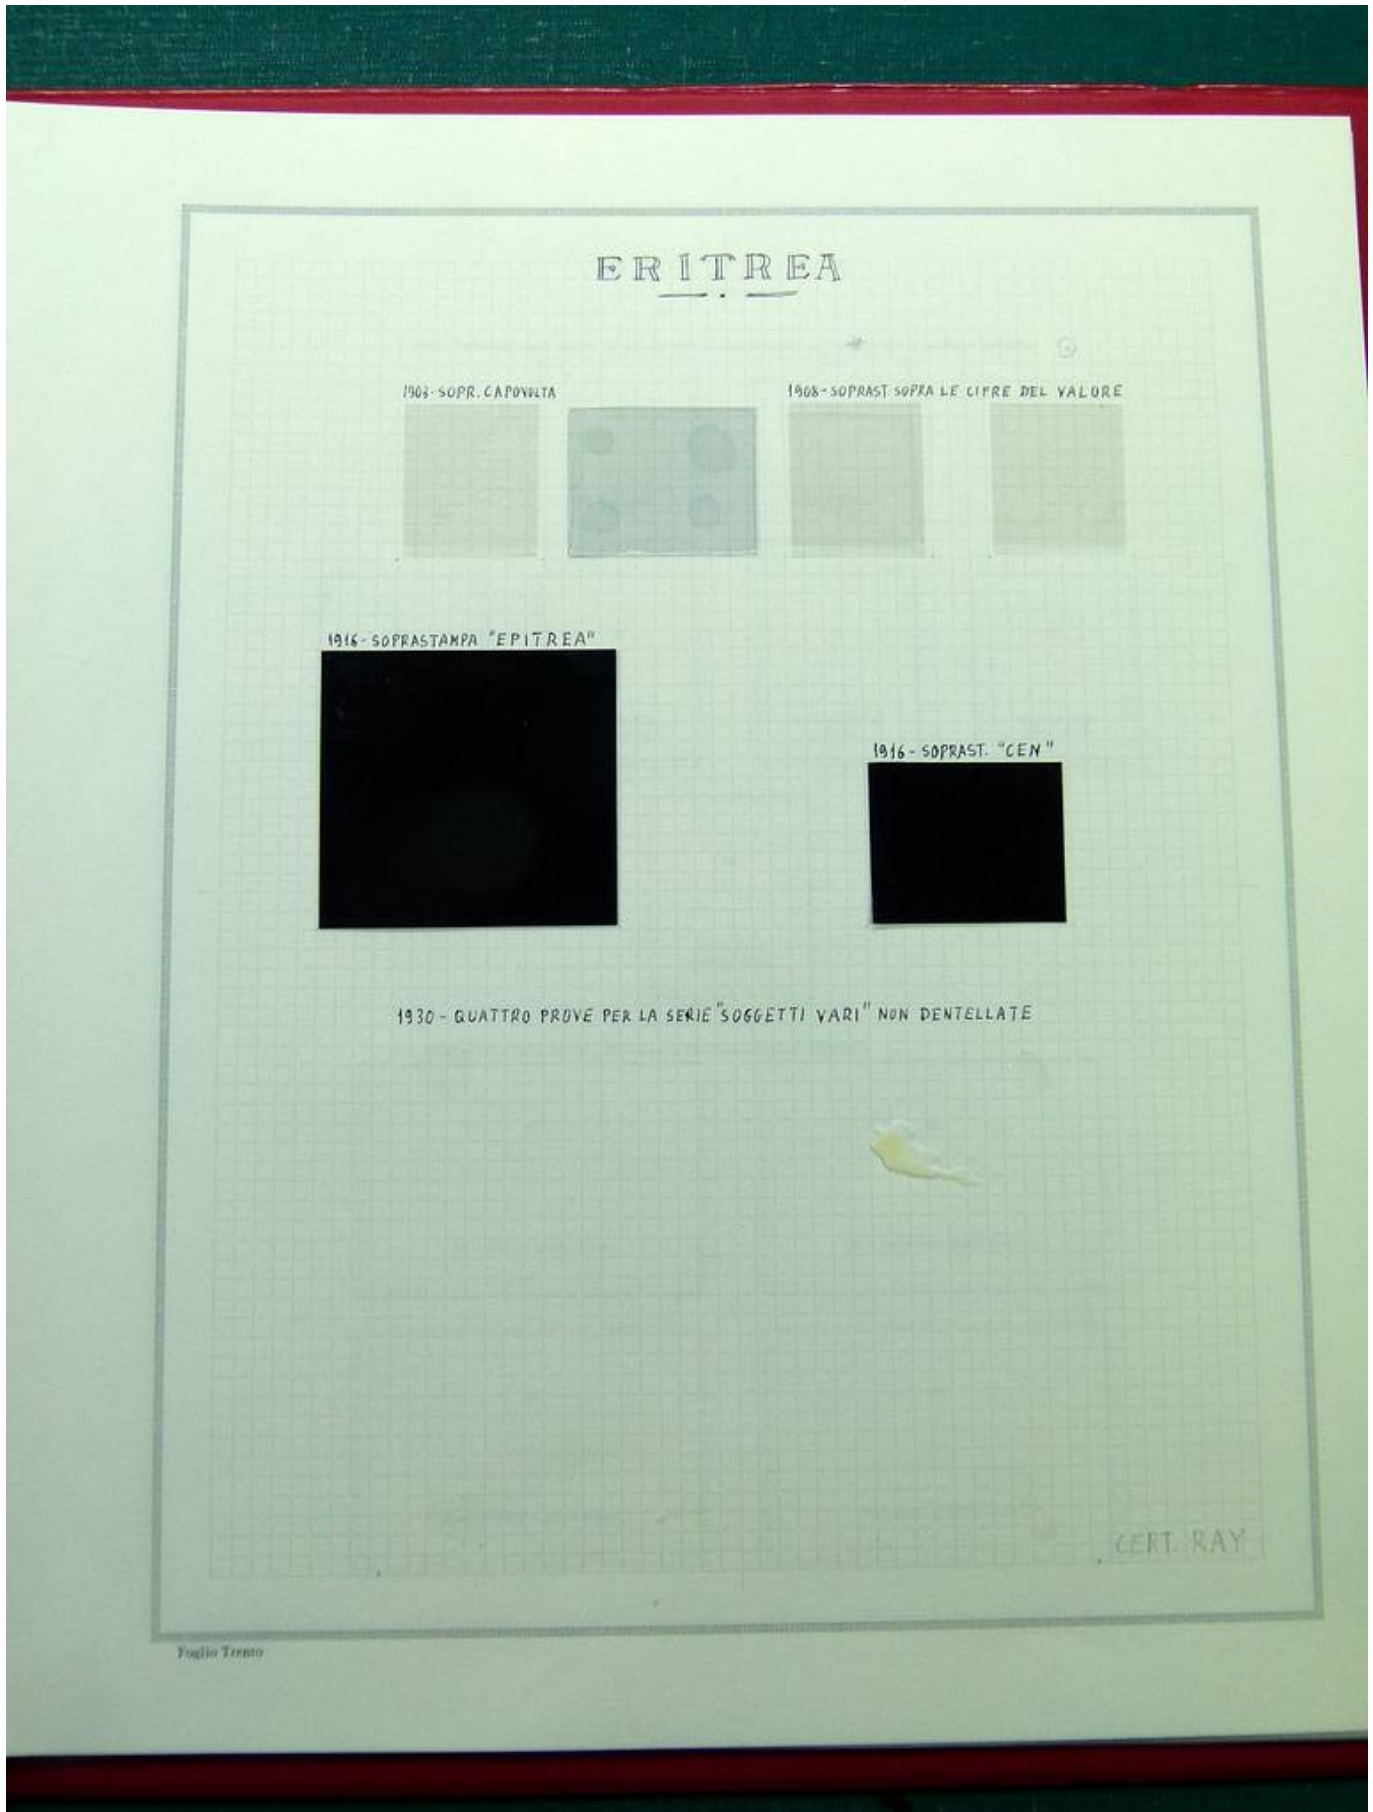 ERITREA
1903-SOPR. CAPOVOLTA
1908-SOPRAST SOPRA LE CIFRE DEL VALORE
1916-SOPRASTAMPA "EPITREA"
1916-SOPRAST. "CEN"
1930-QUATTRO PROVE PER LA SERIE "SOGGETTI VARI" NON DENTELLATE
CERT. RAY
Foglio Trento